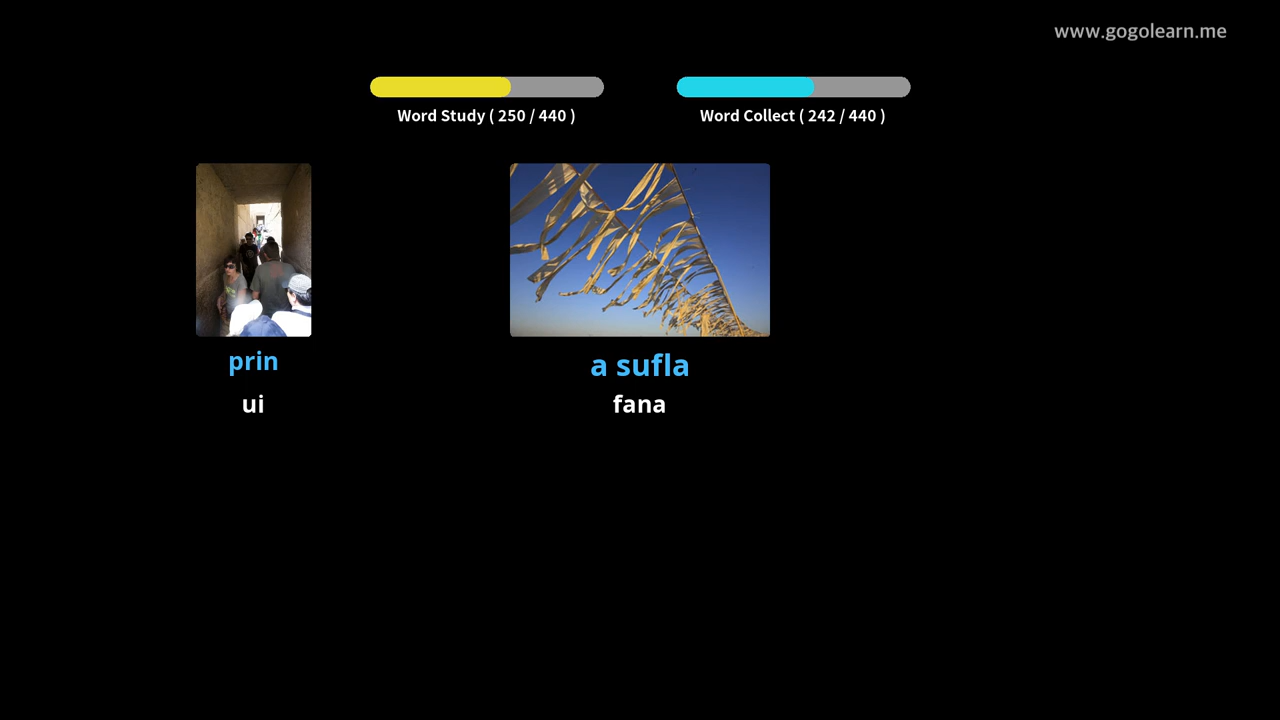 www.gogolearn.me
Word Study ( 250 / 440 )
Word Collect ( 242 / 440 )
prin
ui
a sufla
fana